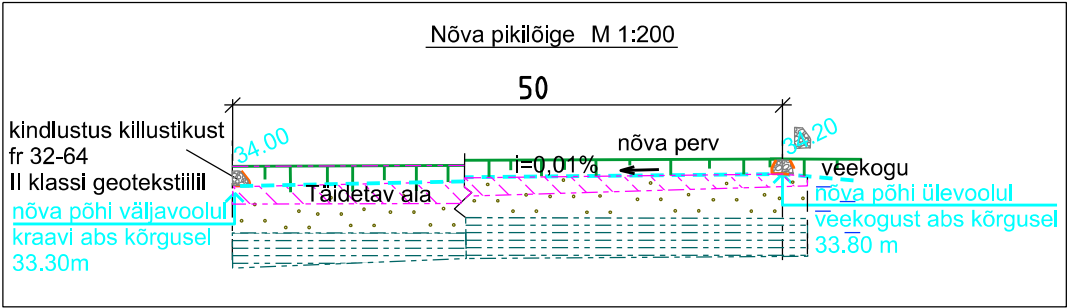 Nõva pikilõige M 1:200
50
kindlustus killustikust
fr 32-64
II klassi geotekstiilil
34.00
nõva perv
34.20
i=0,01%
veekogu
Täidetav ala
nõva põhi väljavoolul
kraavi abs kõrgusel
33.30m
nõva põhi ülevoolul
veekogust abs kõrgusel
33.80 m